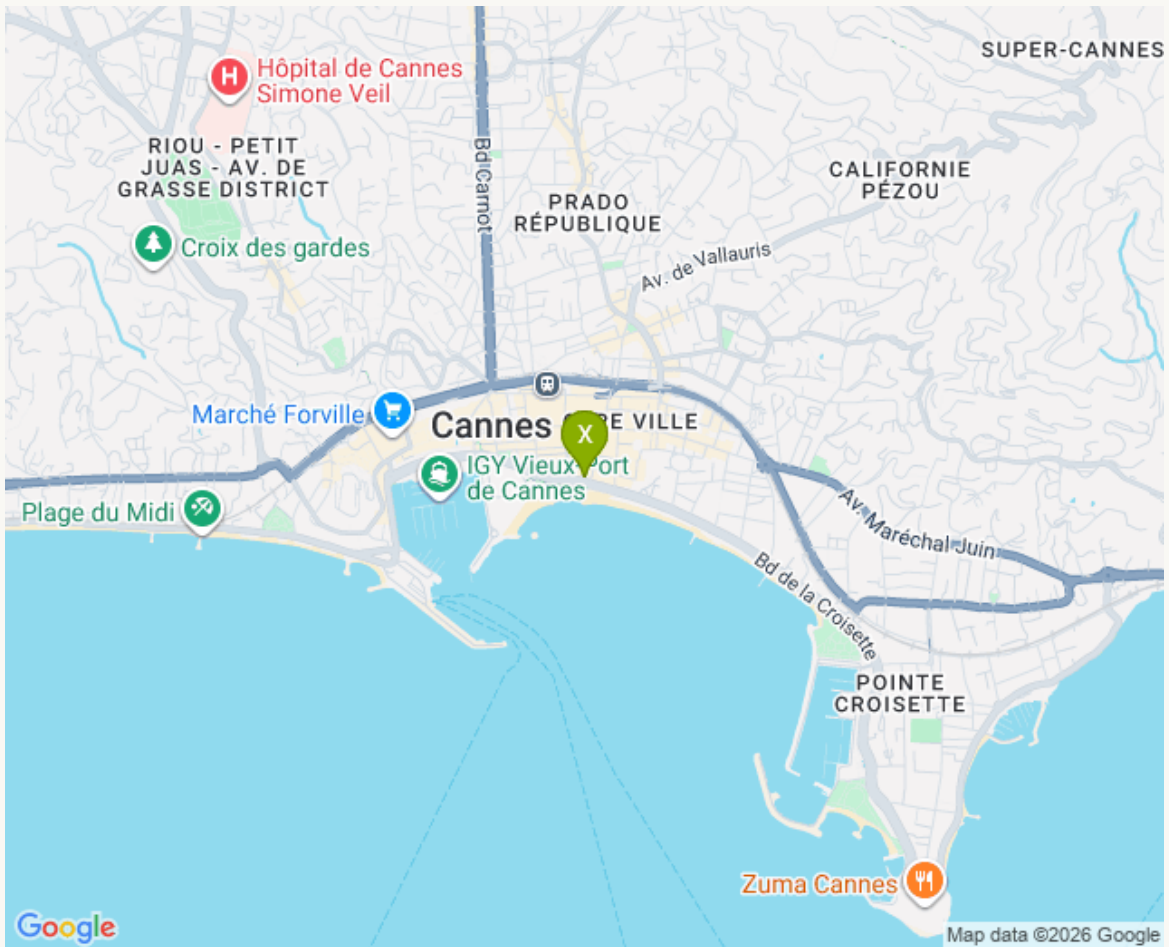 SUPER-CANNES
Hôpital de Cannes
Simone Veil
RIOU - PETIT
JUAS - AV. DE
GRASSE DISTRICT
Bd Carnot
CALIFORNIE
PÉZOU
PRADO
RÉPUBLIQUE
Croix des gardes
Av. de Vallauris
Marché Forville
Cannes
X
RE VILLE
IGY Vieux-Port
de Cannes
Plage du Midi
Av. Maréchal Juin
Bd de la Croisette
POINTE
CROISETTE
Zuma Cannes
Google
Map data ©2026 Google